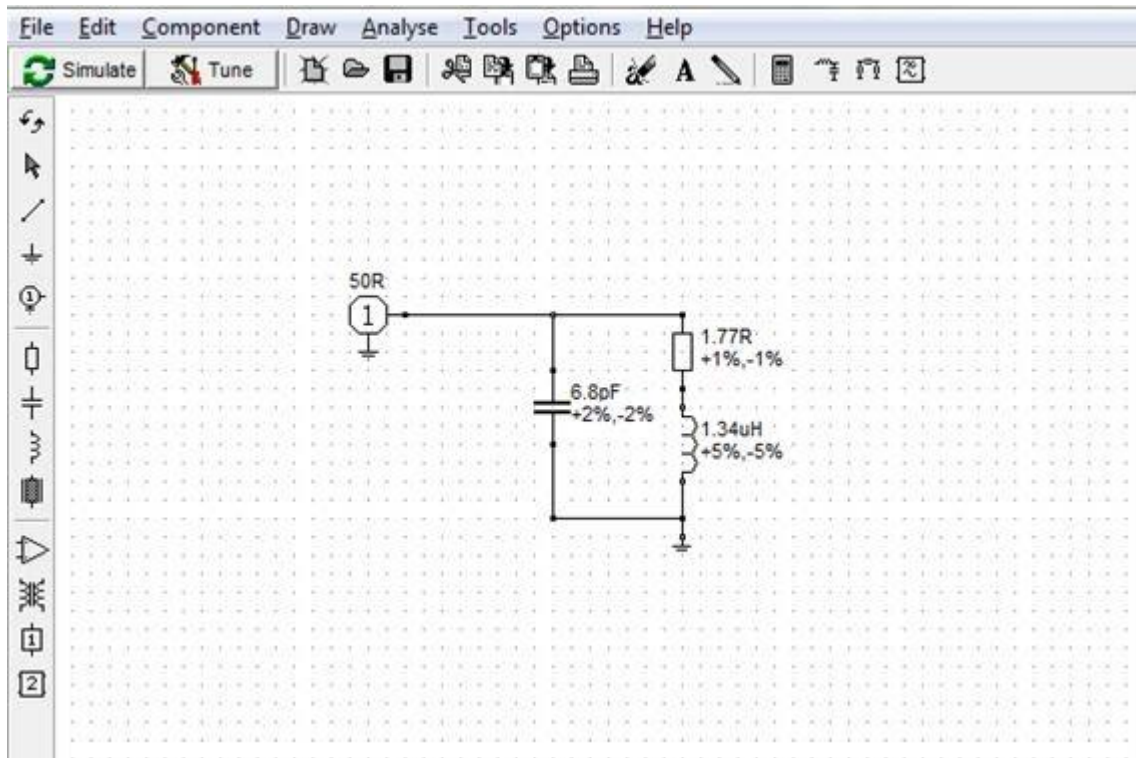 File Edit Component Draw Analyse Tools Options Help
Simulate Tune A
1
50R
1
1.77R
+1%,-1%
6.8pF
+2%,-2%
1.34uH
+5%,-5%
1
2